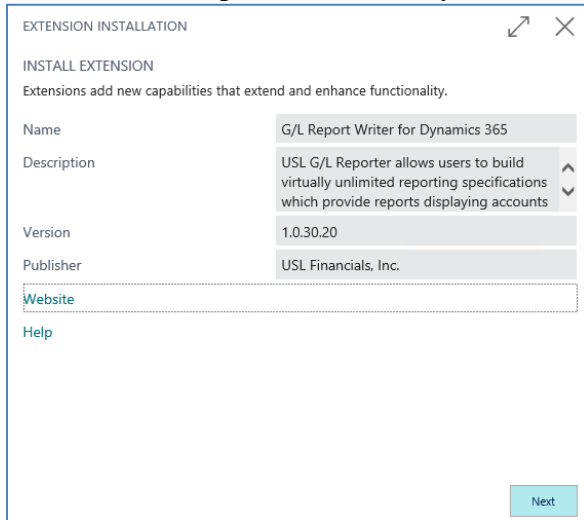 EXTENSION INSTALLATION
INSTALL EXTENSION
Extensions add new capabilities that extend and enhance functionality.
Name G/L Report Writer for Dynamics 365
Description USL G/L Reporter allows users to build
virtually unlimited reporting specifications
which provide reports displaying accounts
Version 1.0.30.20
Publisher USL Financials, Inc.
Website
Help
Next